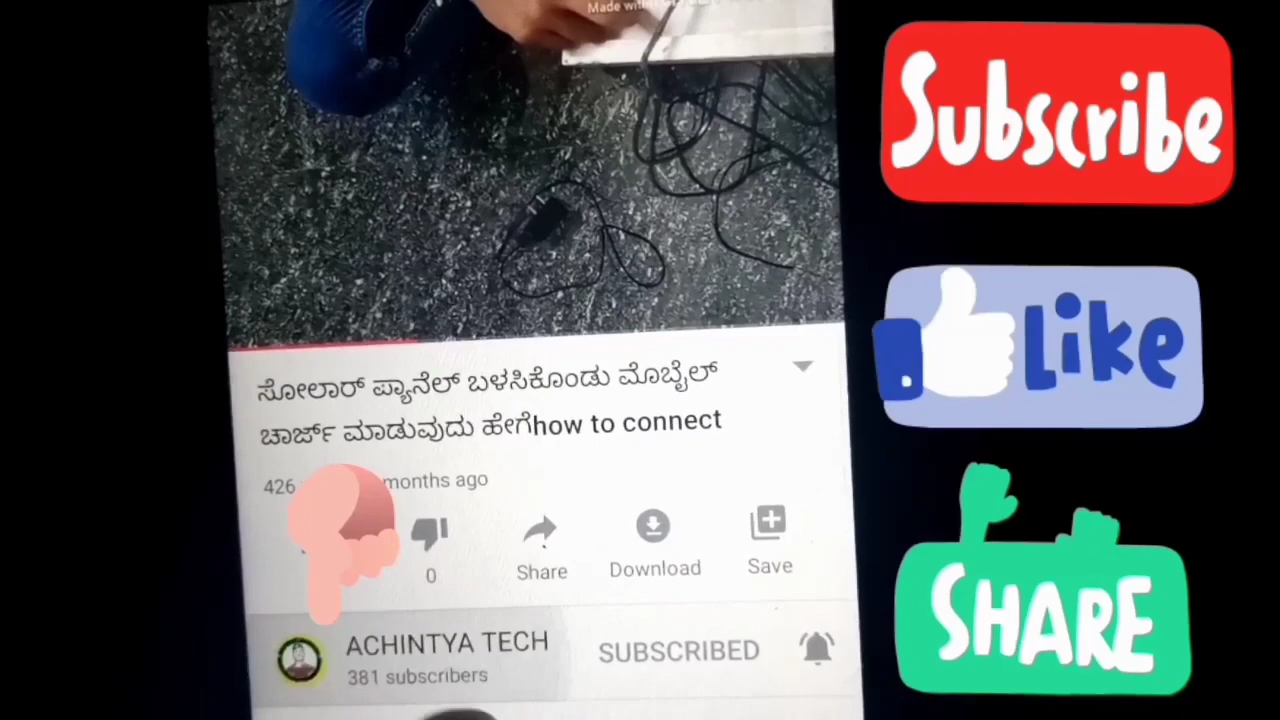 Made with
Subscribe
Like
ಸೋಲಾರ್ ಪ್ಯಾನೆಲ್ ಬಳಸಿಕೊಂಡು ಮೊಬೈಲ್
ಚಾರ್ಜ್ ಮಾಡುವುದು ಹೇಗೆhow to connect
426 months ago
0
Share
Download
Save
SHARE
ACHINTYA TECH
SUBSCRIBED
381 subscribers